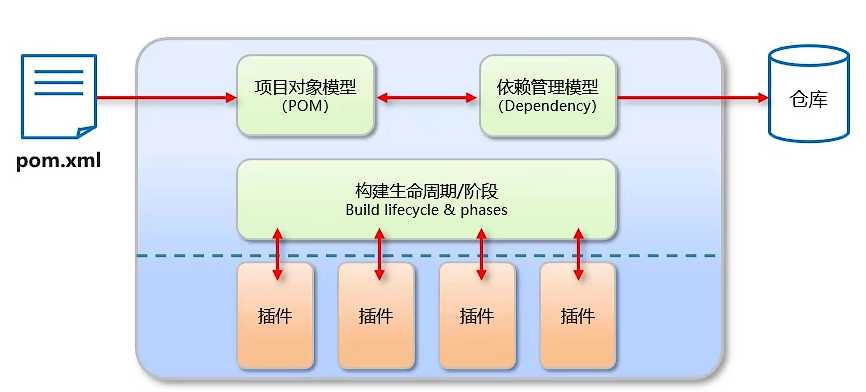 项目对象模型
(POM)
依赖管理模型
(Dependency)
仓库
pom.xml
构建生命周期/阶段
Build lifecycle & phases
插件
插件
插件
插件